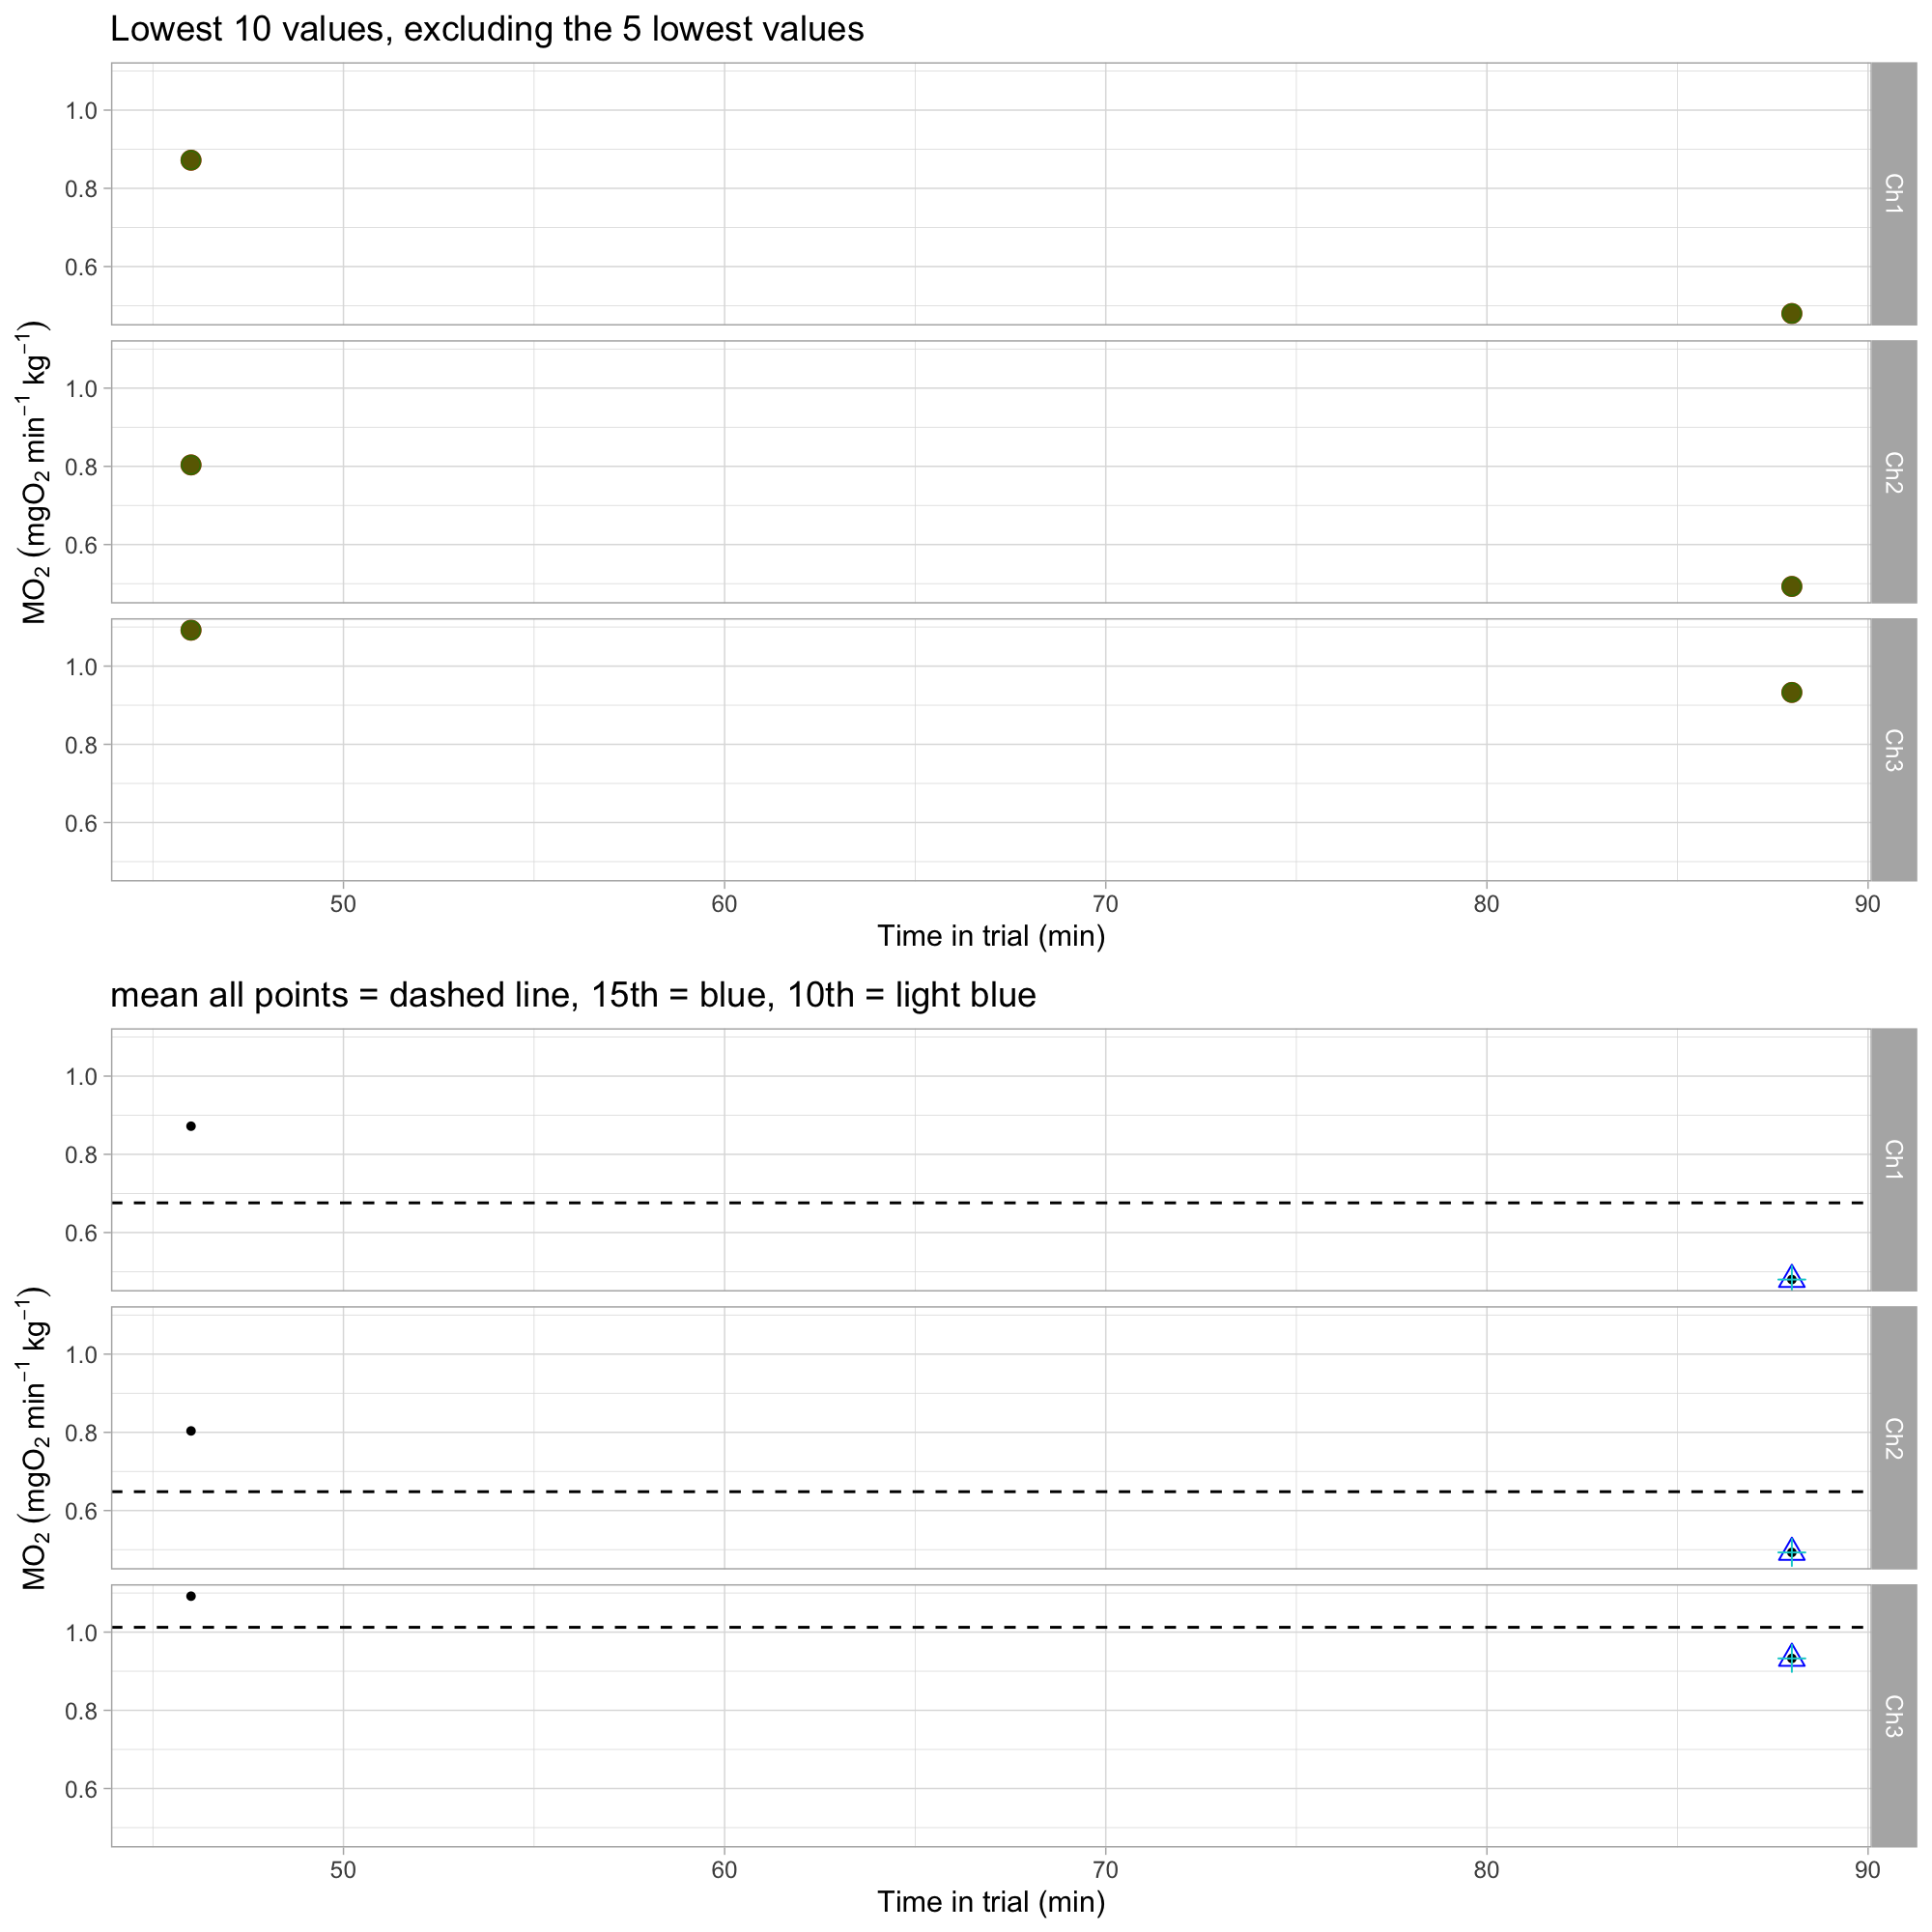 Lowest 10 values, excluding the 5 lowest values
MO₂ (mgO₂ min⁻¹ kg⁻¹)
1.0
0.8
0.6
Ch1
1.0
0.8
0.6
Ch2
1.0
0.8
0.6
Ch3
50 60 70 80 90
Time in trial (min)
mean all points = dashed line, 15th = blue, 10th = light blue
MO₂ (mgO₂ min⁻¹ kg⁻¹)
1.0
0.8
0.6
Ch1
1.0
0.8
0.6
Ch2
1.0
0.8
0.6
Ch3
50 60 70 80 90
Time in trial (min)